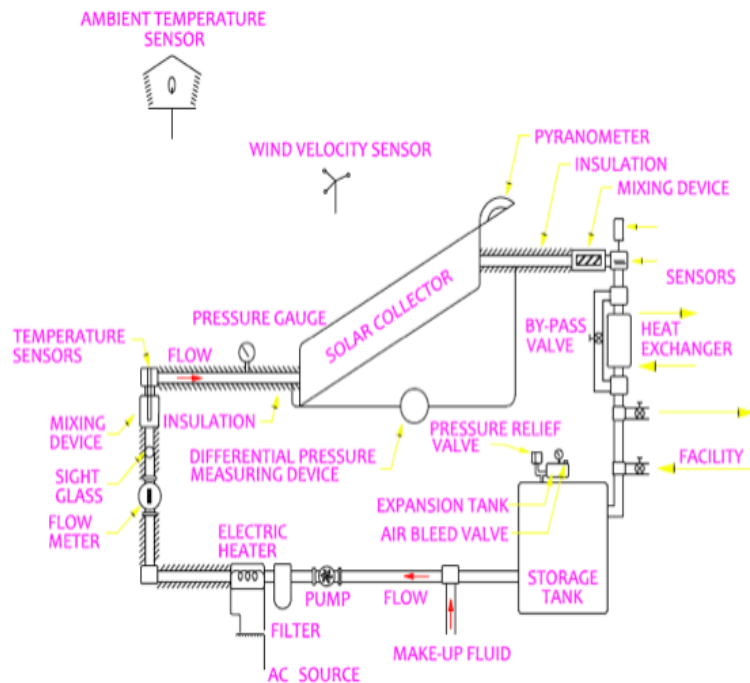 AMBIENT TEMPERATURE
SENSOR
PYRANOMETER
WIND VELOCITY SENSOR
INSULATION
MIXING DEVICE
SENSORS
SOLAR COLLECTOR
PRESSURE GAUGE
BY-PASS
VALVE
HEAT
EXCHANGER
TEMPERATURE
SENSORS
FLOW
MIXING
DEVICE
INSULATION
PRESSURE RELIEF
VALVE
DIFFERENTIAL PRESSURE
MEASURING DEVICE
FACILITY
SIGHT
GLASS
EXPANSION TANK
FLOW
METER
AIR BLEED VALVE
ELECTRIC
HEATER
STORAGE
TANK
PUMP
FLOW
FILTER
MAKE-UP FLUID
AC SOURCE